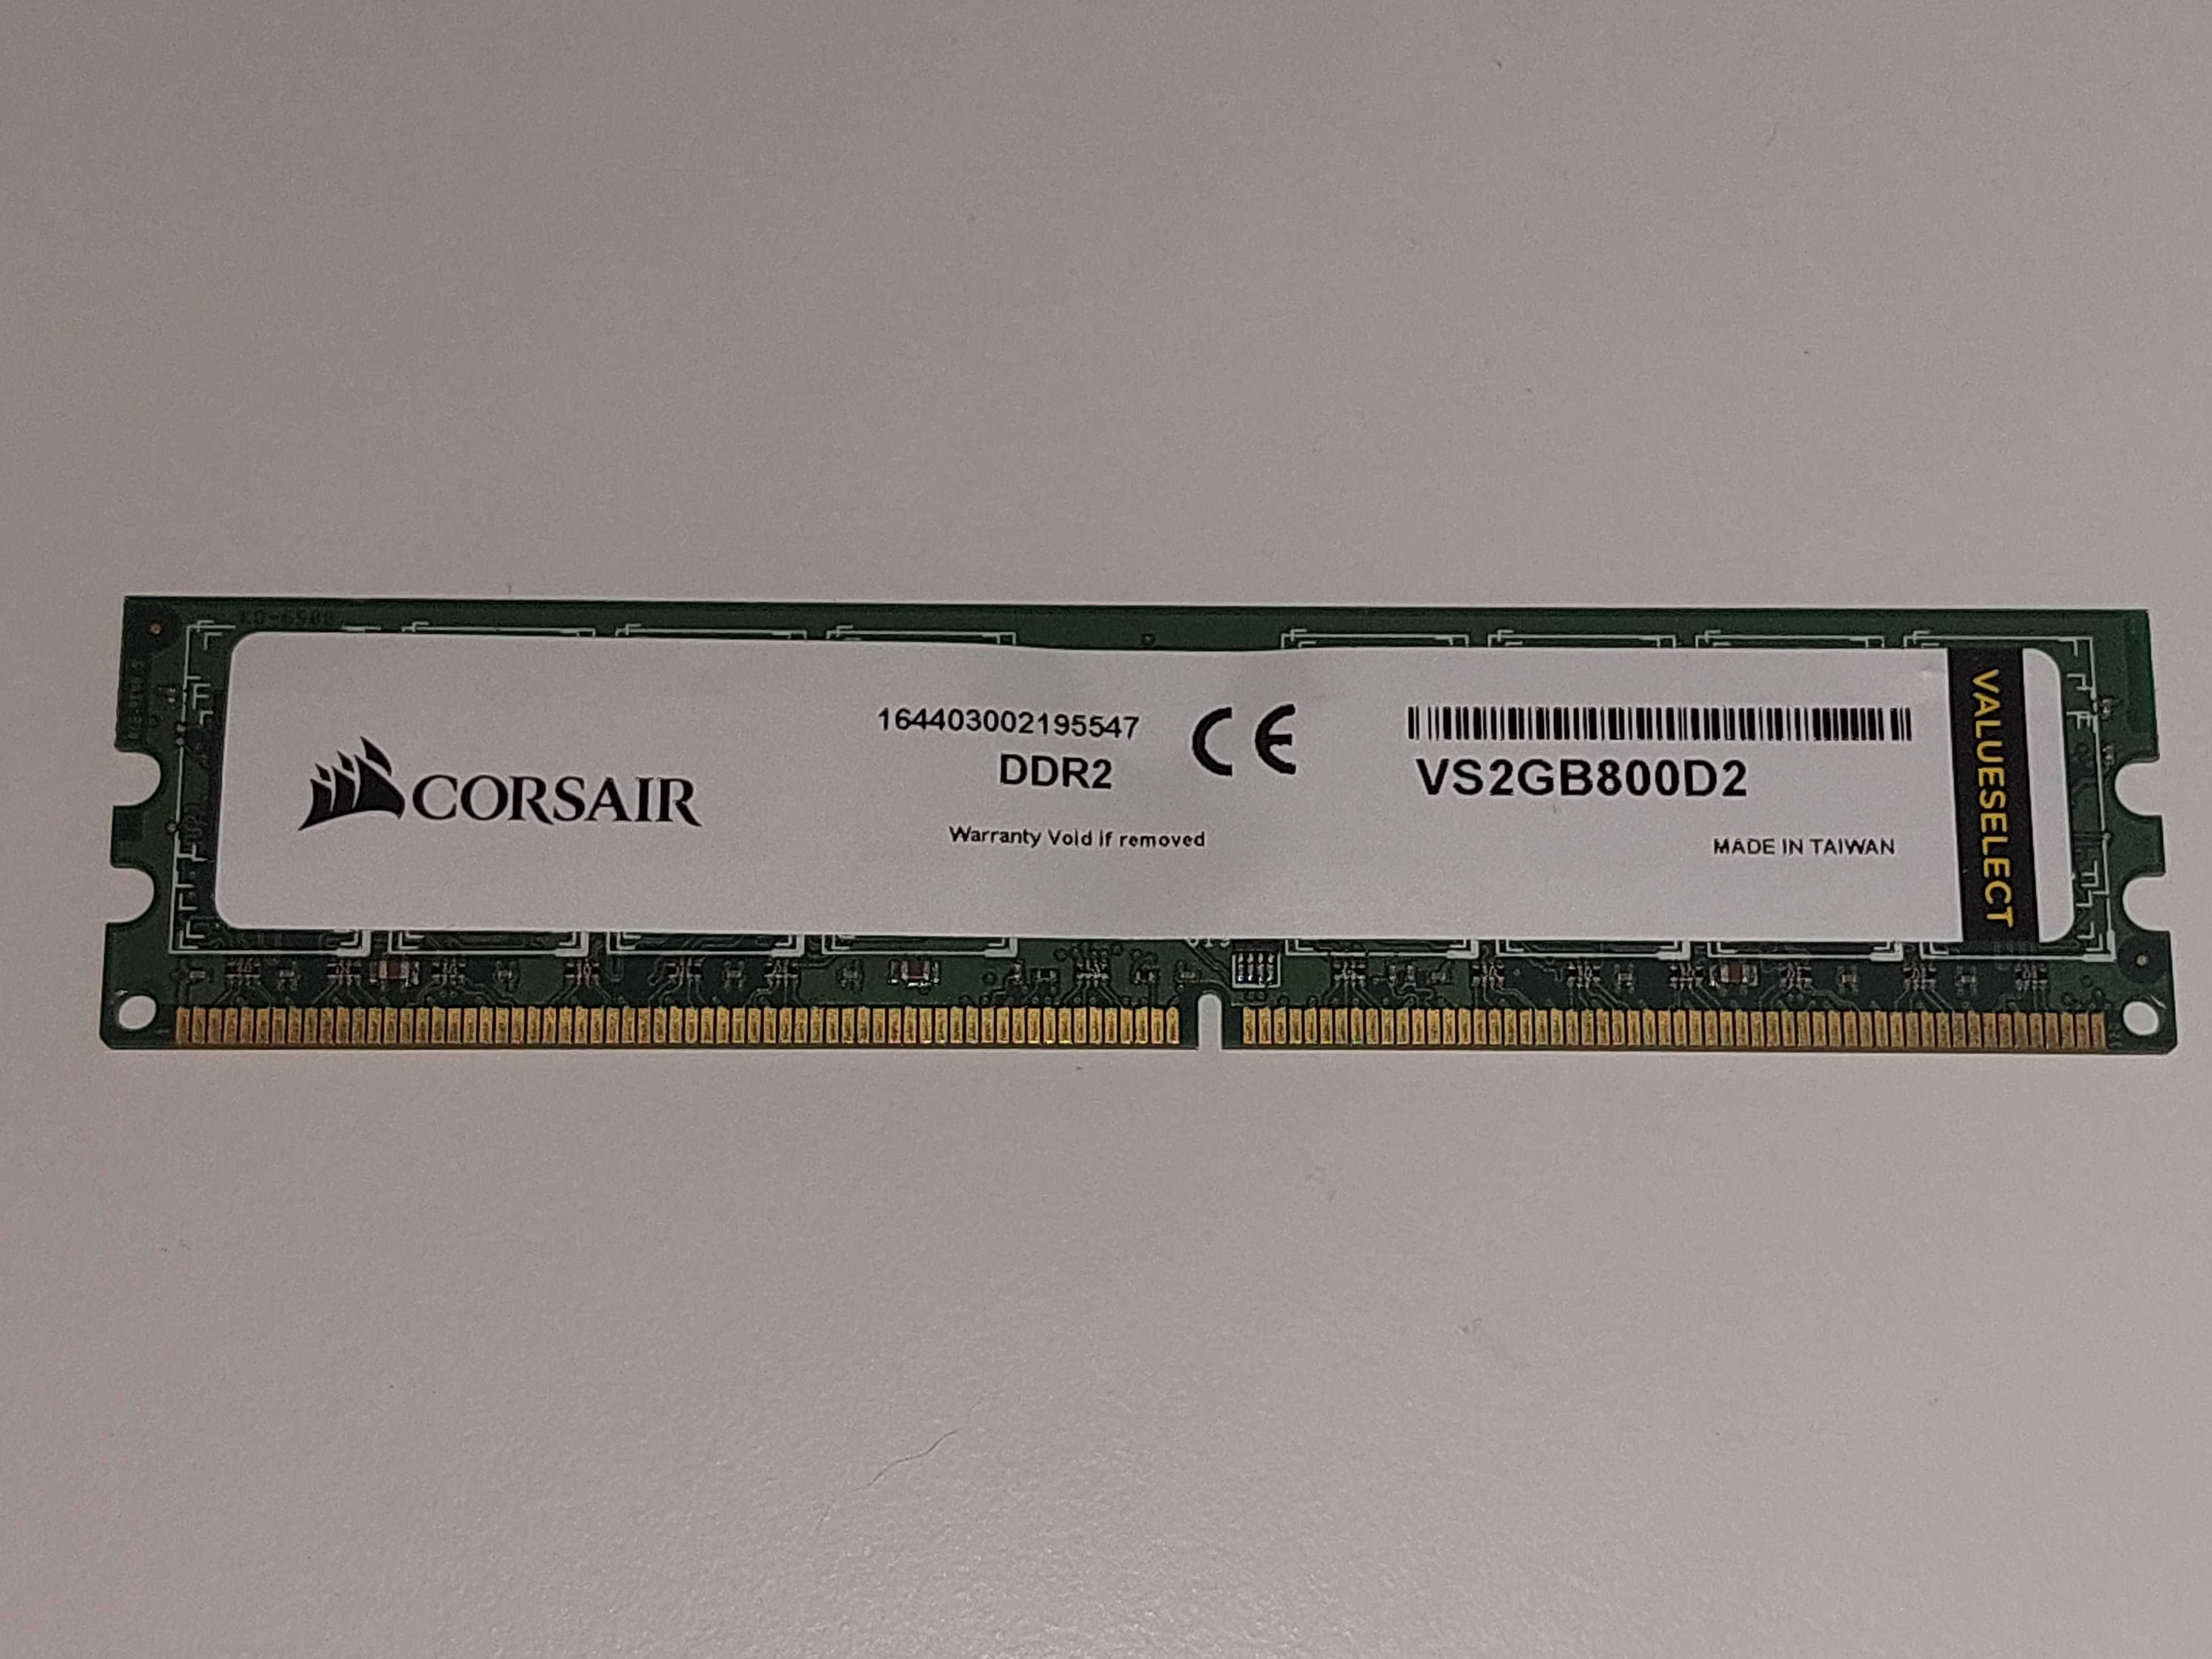 CORSAIR
164403002195547
DDR2
Warranty Void if removed
CE
VS2GB800D2
MADE IN TAIWAN
VALUESELECT